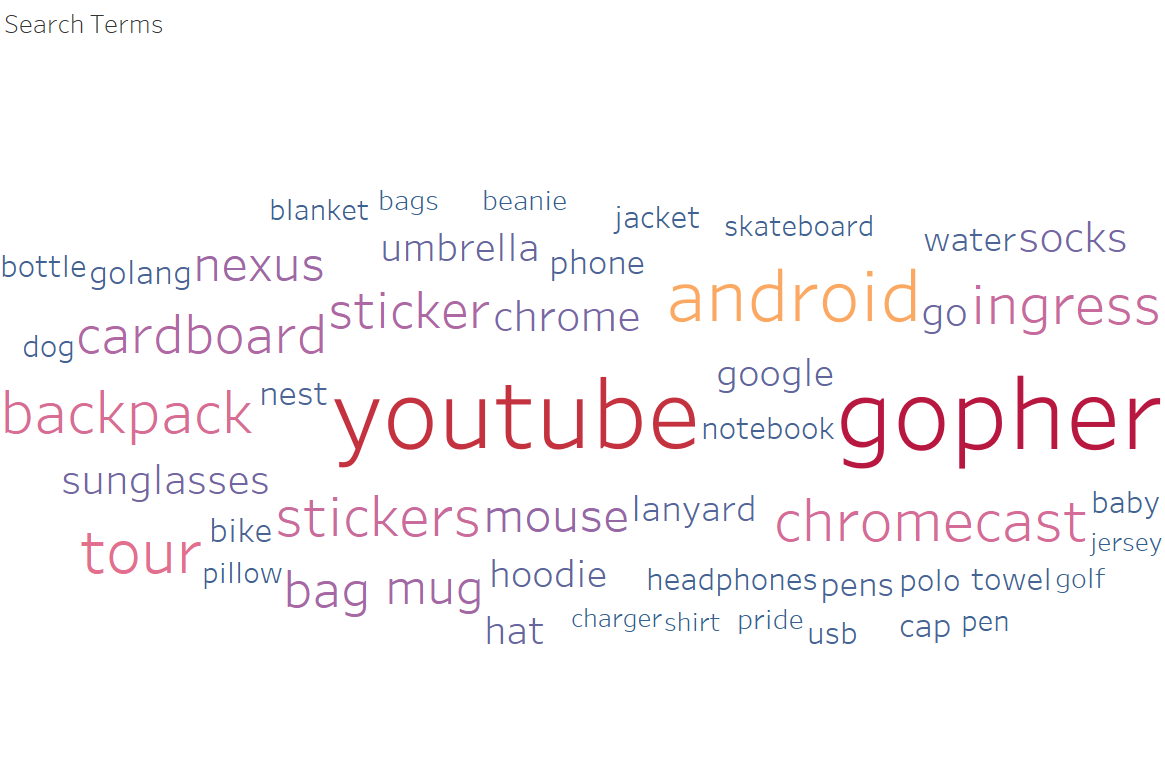 Search Terms
blanket bags beanie
jacket skateboard
umbrella water socks
bottle golang nexus phone
sticker chrome android go ingress
dog cardboard
nest google
backpack youtube notebook gopher
sunglasses
bike stickers mouse lanyard chromecast baby
tour jersey
pillow bag mug hoodie headphones pens polo towel golf
hat charger shirt pride usb cap pen